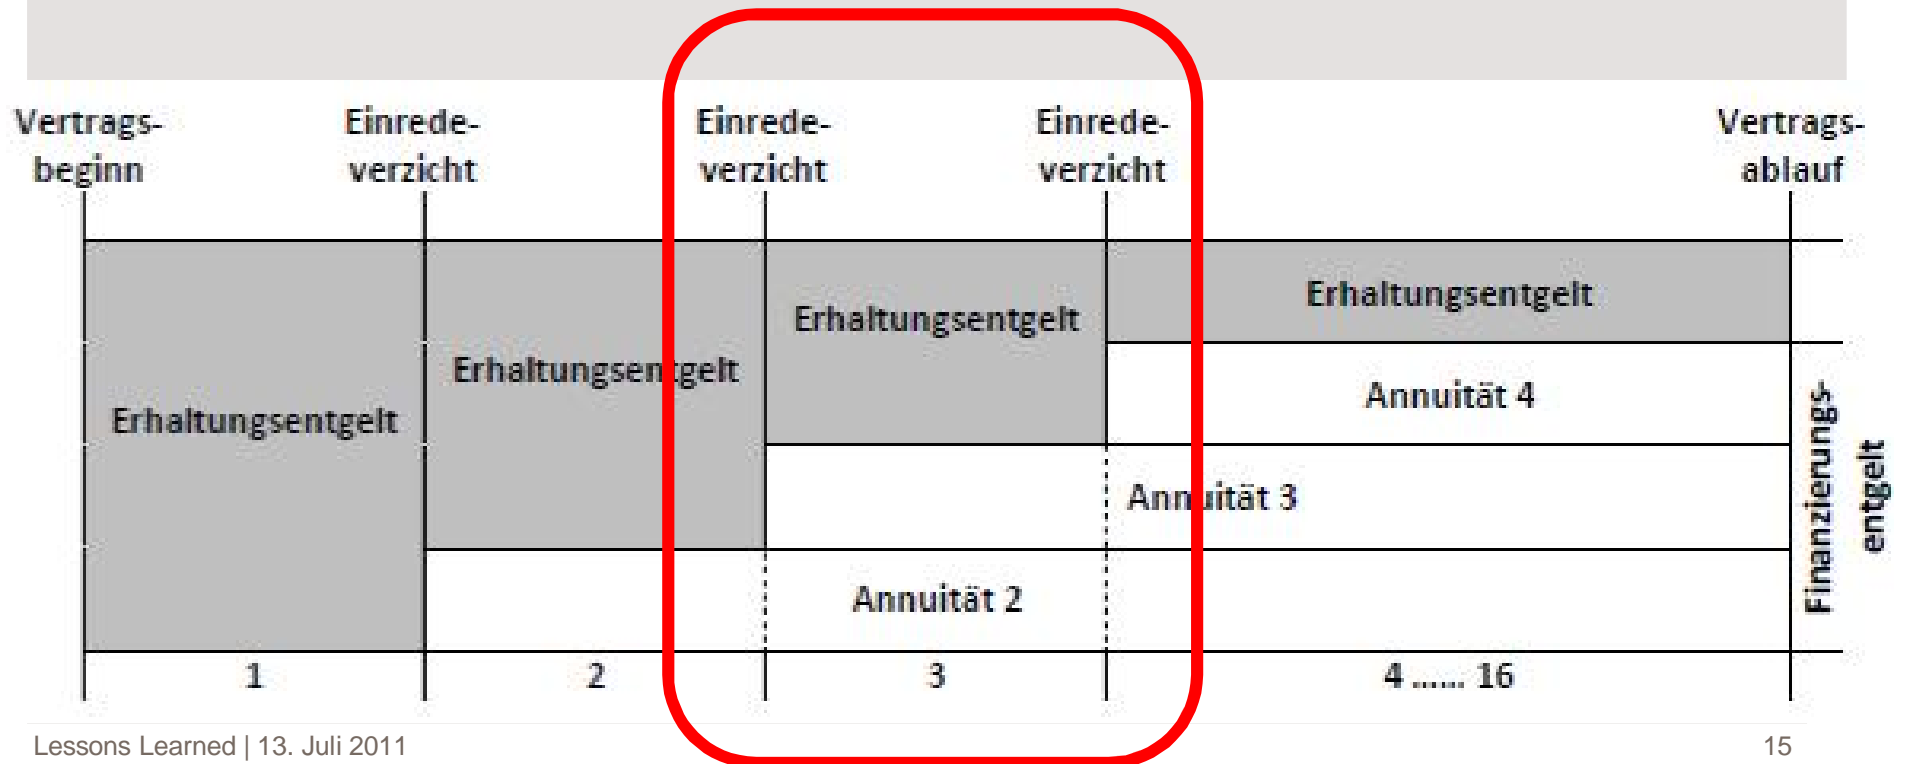 Vertrags-
beginn
Einrede-
verzicht
Einrede-
verzicht
Einrede-
verzicht
Vertrags-
ablauf
Erhaltungsentgelt
Erhaltungsentgelt
Erhaltungsentgelt
Erhaltungsentgelt
Annuität 4
Annuität 3
Annuität 2
Finanzierungs-
entgelt
1
2
3
4 ...... 16
Lessons Learned | 13. Juli 2011
15